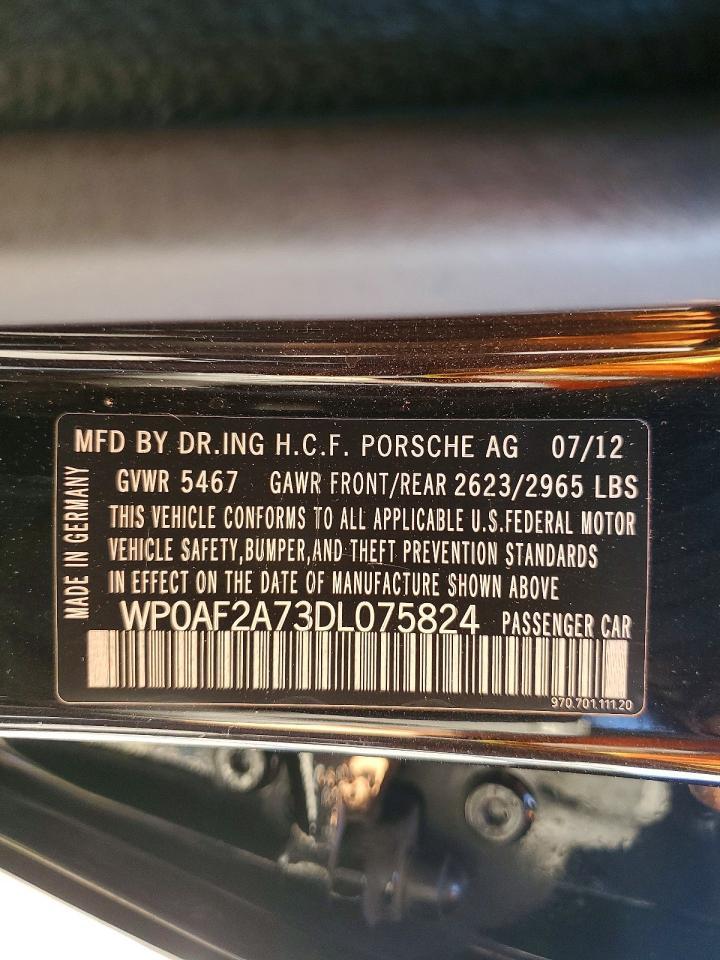 MFD BY DR.ING H.C.F. PORSCHE AG 07/12
GVWR 5467 GAWR FRONT/REAR 2623/2965 LBS
THIS VEHICLE CONFORMS TO ALL APPLICABLE U.S.FEDERAL MOTOR
VEHICLE SAFETY,BUMPER,AND THEFT PREVENTION STANDARDS
IN EFFECT ON THE DATE OF MANUFACTURE SHOWN ABOVE
WP0AF2A73DL075824 PASSENGER CAR
970.701.111.20
MADE IN GERMANY